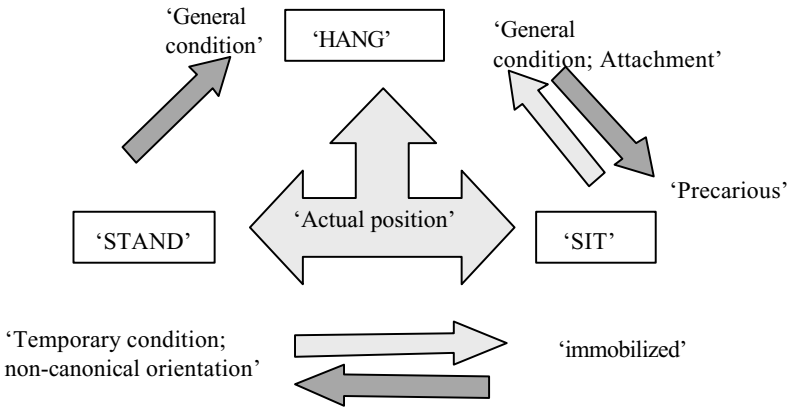 ‘General
condition’
‘HANG’
‘General
condition; Attachment’
‘Precarious’
‘Actual position’
‘STAND’
‘SIT’
‘Temporary condition;
non-canonical orientation’
‘immobilized’